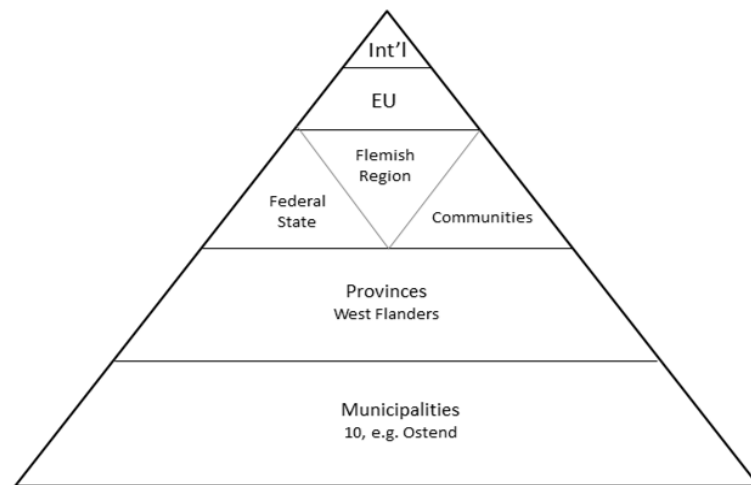 Int'l
EU
Flemish
Region
Federal
State
Communities
Provinces
West Flanders
Municipalities
10, e.g. Ostend